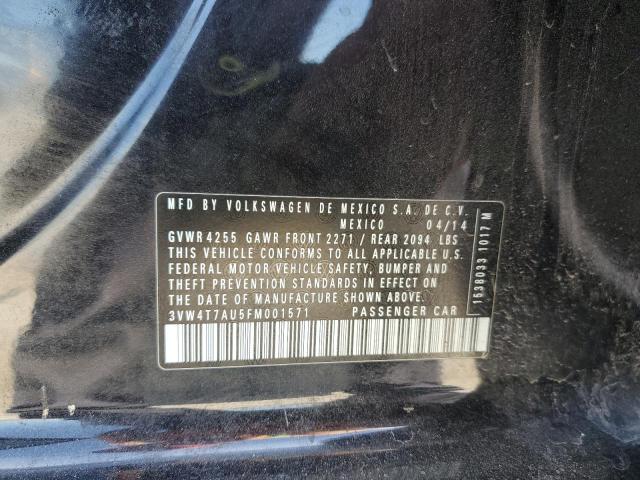 MFD BY VOLKSWAGEN DE MEXICO S.A. DE C.V.
MEXICO 04/14
GVWR 4255 GAWR FRONT 2271 / REAR 2094 LBS
THIS VEHICLE CONFORMS TO ALL APPLICABLE U.S.
FEDERAL MOTOR VEHICLE SAFETY, BUMPER AND
THEFT PREVENTION STANDARDS IN EFFECT ON
THE DATE OF MANUFACTURE SHOWN ABOVE.
3VW4T7AU5FM001571 PASSENGER CAR
1538033 1017 M